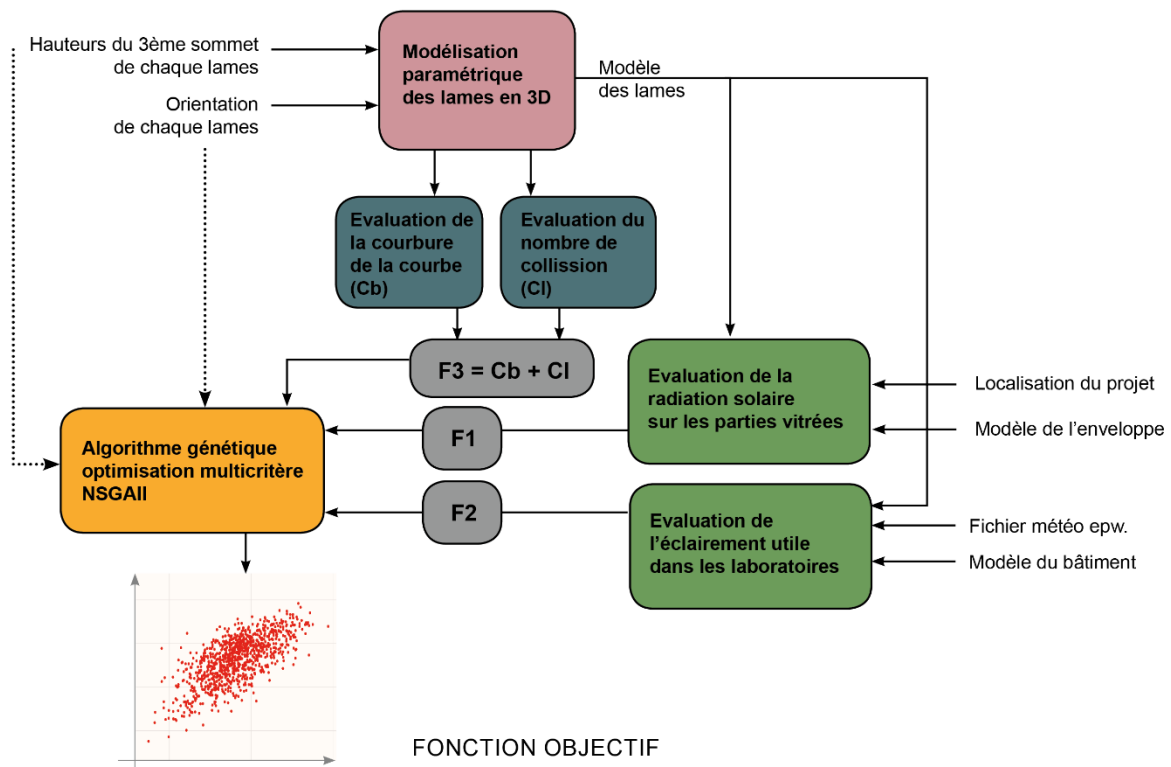 Hauteurs du 3ème sommet
de chaque lames
Orientation
de chaque lames
Modélisation
paramétrique
des lames en 3D
Modèle
des lames
Evaluation de
la courbure
de la courbe
(Cb)
Evaluation du
nombre de
collission
(Cl)
F3 = Cb + Cl
Evaluation de la
radiation solaire
sur les parties vitrées
Localisation du projet
Modèle de l'enveloppe
Algorithme génétique
optimisation multicritère
NSGAII
F1
F2
Evaluation de
l'éclairement utile
dans les laboratoires
Fichier météo epw.
Modèle du bâtiment
FONCTION OBJECTIF